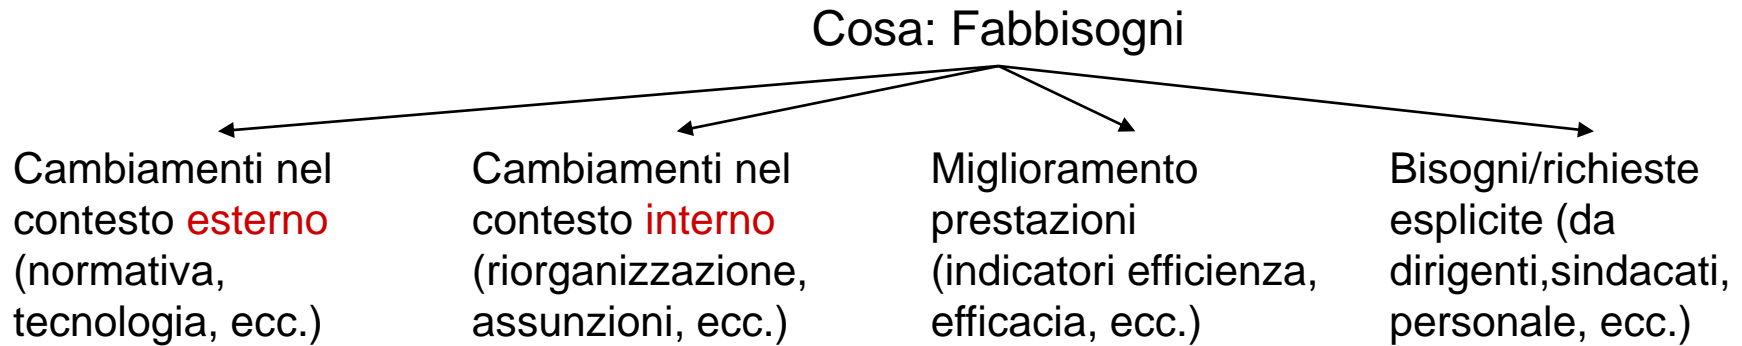 Cosa: Fabbisogni
Cambiamenti nel
contesto esterno
(normativa,
tecnologia, ecc.)
Cambiamenti nel
contesto interno
(riorganizzazione,
assunzioni, ecc.)
Miglioramento
prestazioni
(indicatori efficienza,
efficacia, ecc.)
Bisogni/richieste
esplicite (da
dirigenti,sindacati,
personale, ecc.)